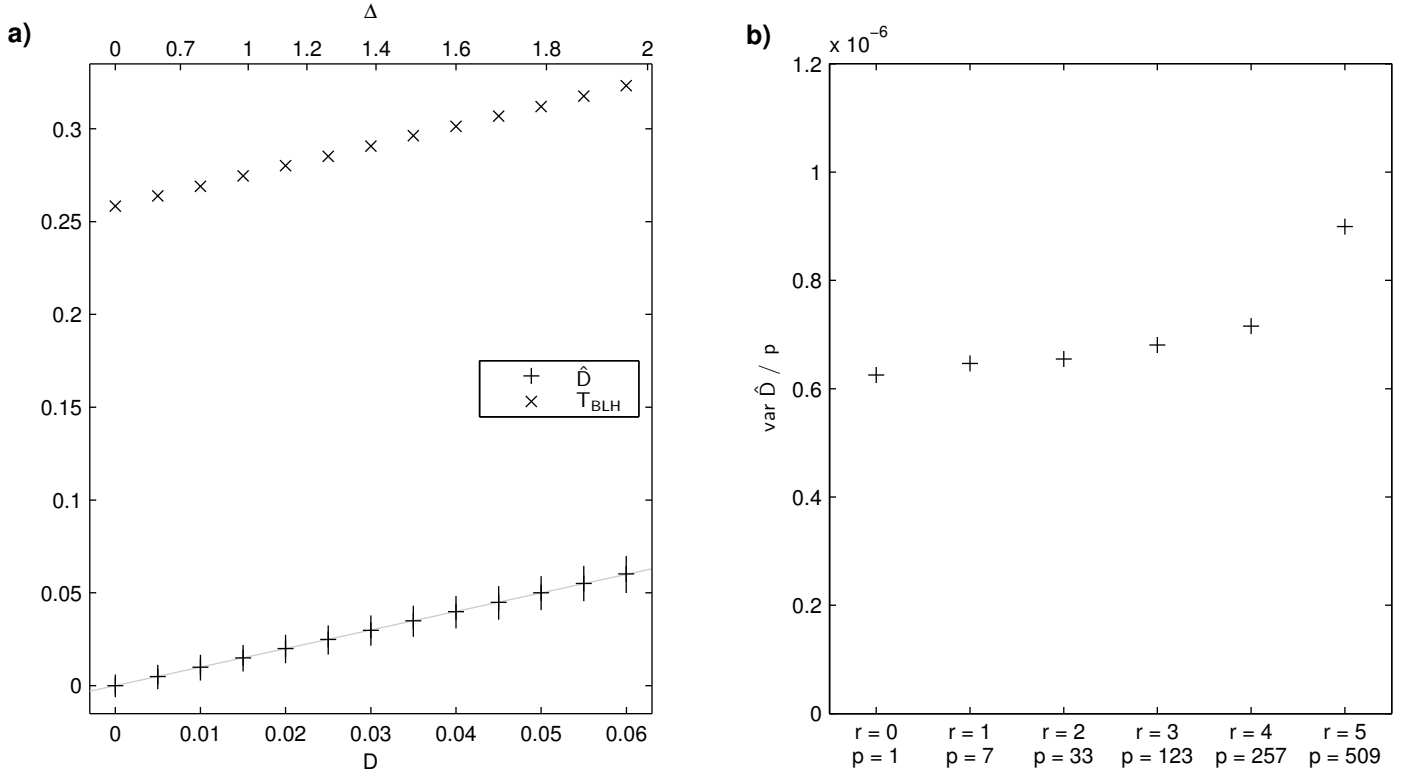 a)
Δ
0 0.7 1 1.2 1.4 1.6 1.8 2
0.3
0.25
0.2
0.15
0.1
0.05
0
D̂
T_BLH
0 0.01 0.02 0.03 0.04 0.05 0.06
D
b)
x 10⁻⁶
1.2
1
0.8
0.6
0.4
0.2
0
var D̂ / p
r = 0 r = 1 r = 2 r = 3 r = 4 r = 5
p = 1 p = 7 p = 33 p = 123 p = 257 p = 509